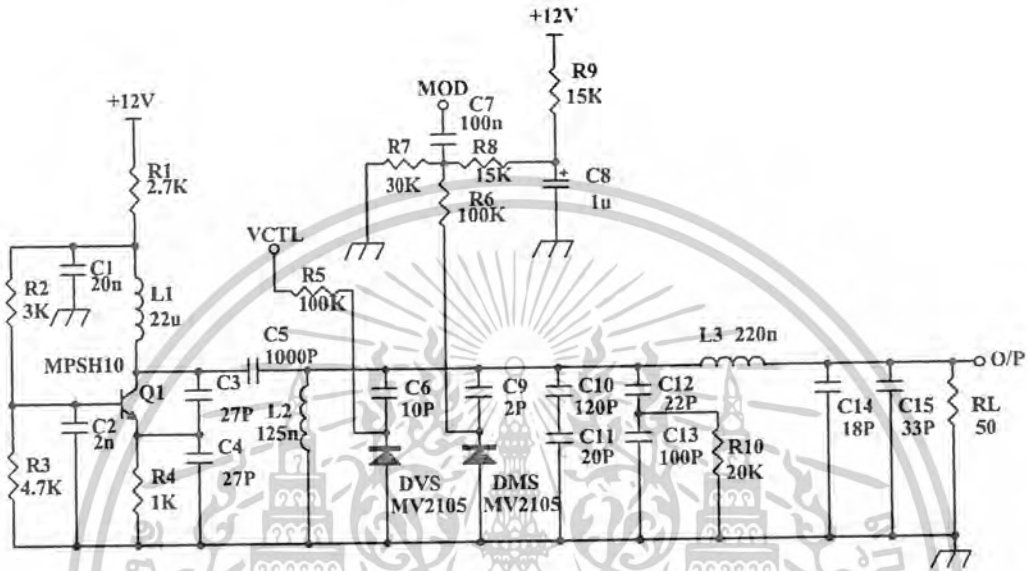 +12V
R9
15K
MOD
C7
100n
+12V
R7
30K
R8
15K
+
C8
1u
R1
2.7K
R6
100K
VCTL
C1
20n
R5
100K
R2
3K
L1
22u
C5
1000P
L3 220n
MPSH10
O/P
Q1
C3
27P
L2
125n
C6
10P
C9
2P
C10
120P
C12
22P
C2
2n
C4
27P
C11
20P
C13
100P
C14
18P
C15
33P
RL
50
R3
4.7K
R4
1K
R10
20K
DVS
MV2105
DMS
MV2105